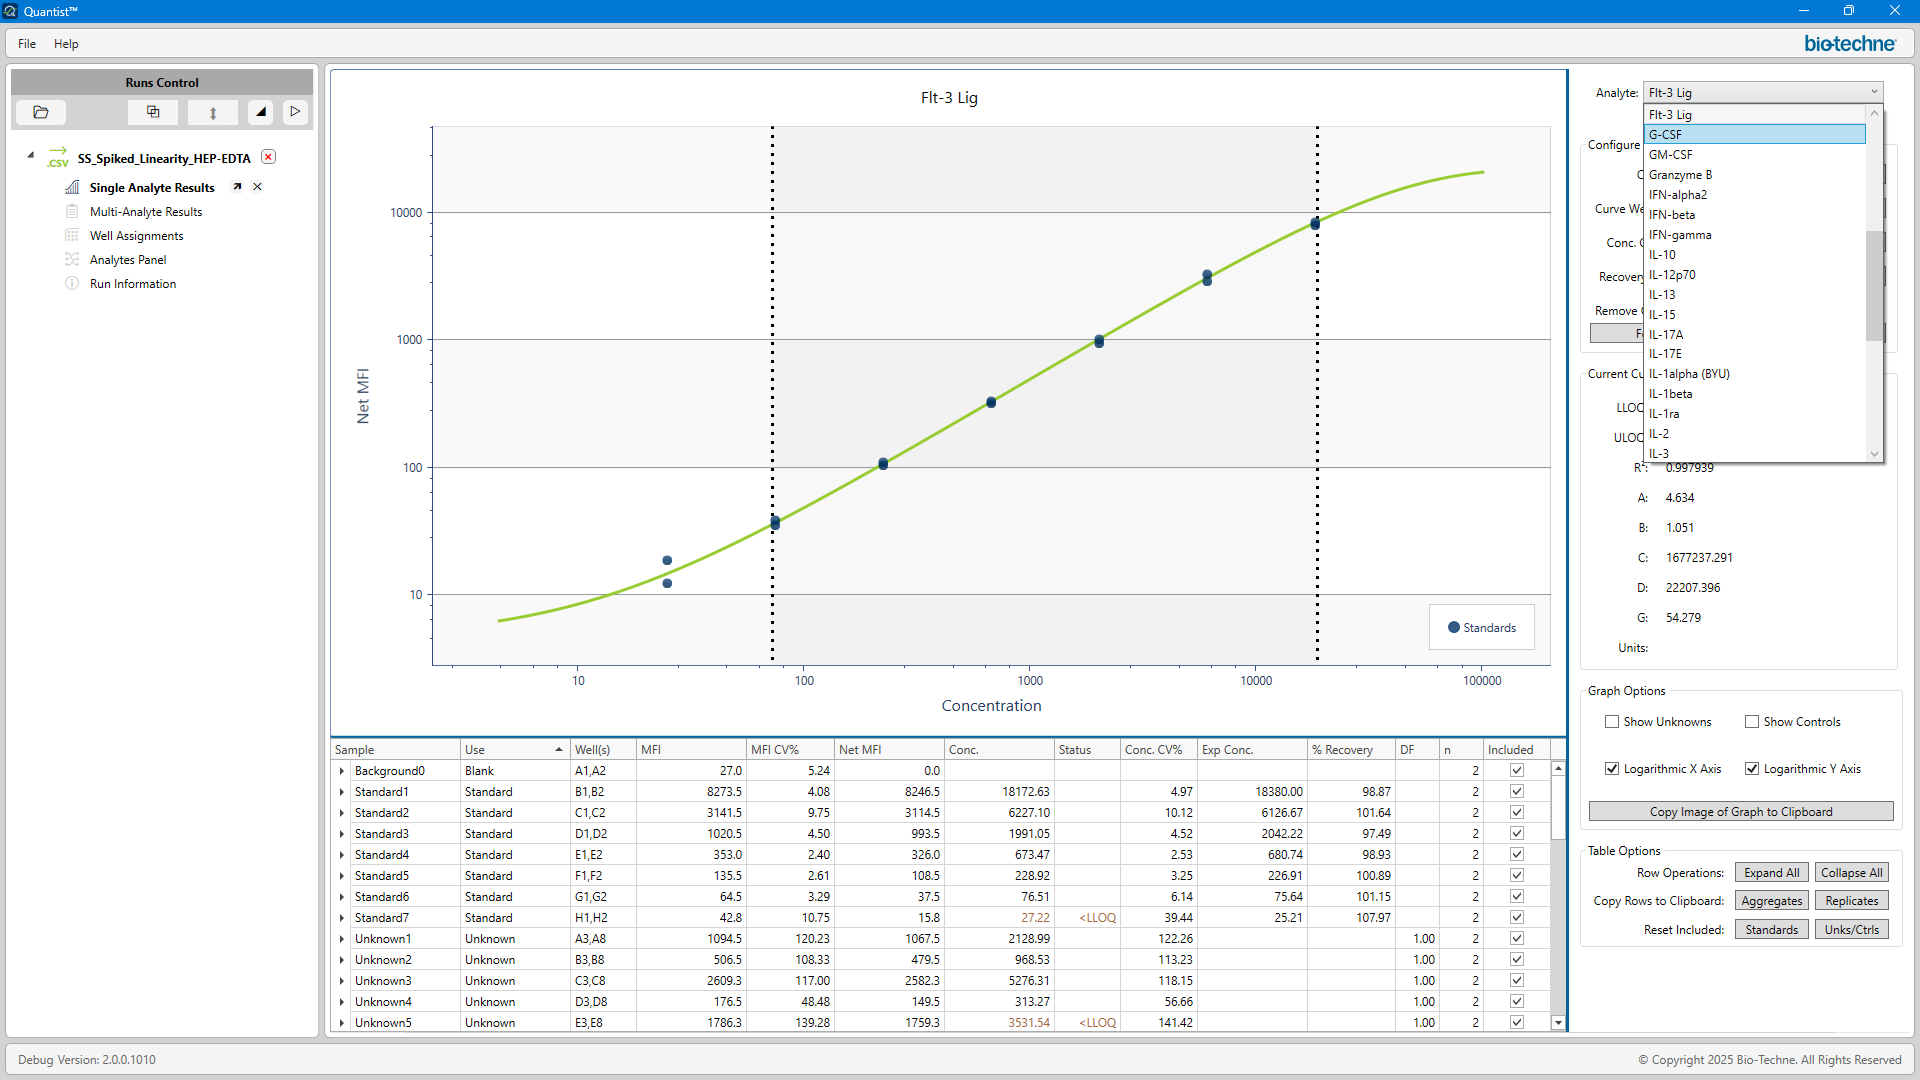 Quantist™
File Help
bio-techne
Runs Control
SS_Spiked_Linearity_HEP-EDTA
.CSV
Single Analyte Results
Multi-Analyte Results
Well Assignments
Analytes Panel
Run Information
Flt-3 Lig
Net MFI
10000
1000
100
10
10 100 1000 10000 100000
Concentration
Standards
Analyte: Flt-3 Lig
Flt-3 Lig
G-CSF
GM-CSF
Granzyme B
IFN-alpha2
IFN-beta
IFN-gamma
IL-10
IL-12p70
IL-13
IL-15
IL-17A
IL-17E
IL-1alpha (BYU)
IL-1beta
IL-1ra
IL-2
IL-3
Configure
Curve We
Conc. C
Recovery
Remove
Current Cu
LLOQ
ULOQ
R²: 0.997939
A: 4.634
B: 1.051
C: 1677237.291
D: 22207.396
G: 54.279
Units:
Graph Options
Show Unknowns Show Controls
Logarithmic X Axis Logarithmic Y Axis
Copy Image of Graph to Clipboard
Table Options
Row Operations: Expand All Collapse All
Copy Rows to Clipboard: Aggregates Replicates
Reset Included: Standards Unks/Ctrls
Sample Use Well(s) MFI MFI CV% Net MFI Conc. Status Conc. CV% Exp Conc. % Recovery DF n Included
Background0 Blank A1,A2 27.0 5.24 0.0 2
Standard1 Standard B1,B2 8273.5 4.08 8246.5 18172.63 4.97 18380.00 98.87 2
Standard2 Standard C1,C2 3141.5 9.75 3114.5 6227.10 10.12 6126.67 101.64 2
Standard3 Standard D1,D2 1020.5 4.50 993.5 1991.05 4.52 2042.22 97.49 2
Standard4 Standard E1,E2 353.0 2.40 326.0 673.47 2.53 680.74 98.93 2
Standard5 Standard F1,F2 135.5 2.61 108.5 228.92 3.25 226.91 100.89 2
Standard6 Standard G1,G2 64.5 3.29 37.5 76.51 6.14 75.64 101.15 2
Standard7 Standard H1,H2 42.8 10.75 15.8 27.22 <LLOQ 39.44 25.21 107.97 2
Unknown1 Unknown A3,A8 1094.5 120.23 1067.5 2128.99 122.26 1.00 2
Unknown2 Unknown B3,B8 506.5 108.33 479.5 968.53 113.23 1.00 2
Unknown3 Unknown C3,C8 2609.3 117.00 2582.3 5276.31 118.15 1.00 2
Unknown4 Unknown D3,D8 176.5 48.48 149.5 313.27 56.66 1.00 2
Unknown5 Unknown E3,E8 1786.3 139.28 1759.3 3531.54 <LLOQ 141.42 1.00 2
Debug Version: 2.0.0.1010
© Copyright 2025 Bio-Techne. All Rights Reserved